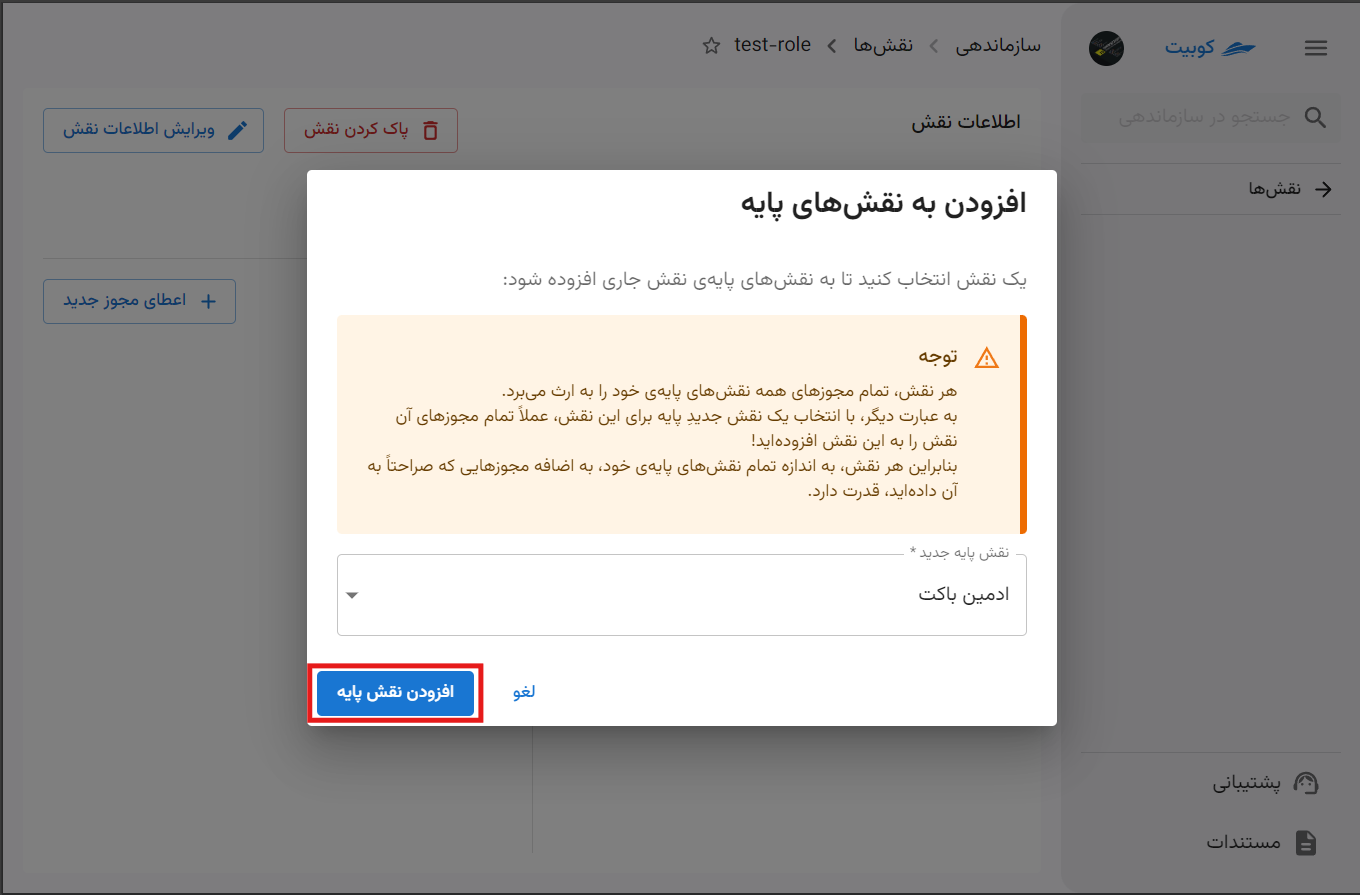 کوبیت
سازماندهی
نقش‌ها
test-role
جستجو در سازماندهی
نقش‌ها
اطلاعات نقش
پاک کردن نقش
ویرایش اطلاعات نقش
اعطای مجوز جدید
افزودن به نقش‌های پایه
یک نقش انتخاب کنید تا به نقش‌های پایه‌ی نقش جاری افزوده شود:
توجه
هر نقش، تمام مجوزهای همه نقش‌های پایه‌ی خود را به ارث می‌برد.
به عبارت دیگر، با انتخاب یک نقش جدیدِ پایه برای این نقش، عملاً تمام مجوزهای آن
نقش را به این نقش افزوده‌اید!
بنابراین هر نقش، به اندازه تمام نقش‌های پایه‌ی خود، به اضافه مجوزهایی که صراحتاً به
آن داده‌اید، قدرت دارد.
نقش پایه جدید *
ادمین باکت
لغو
افزودن نقش پایه
پشتیبانی
مستندات